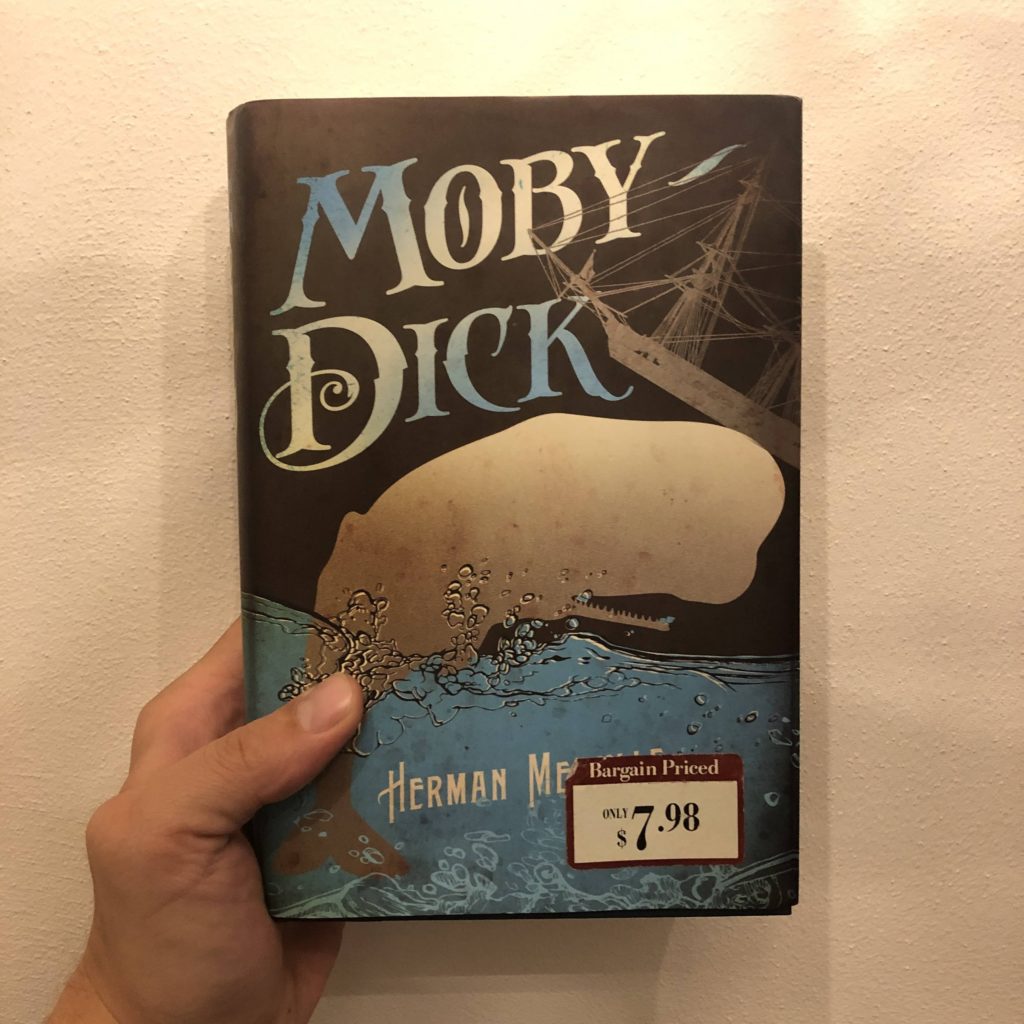 MOBY-
DICK
HERMAN
Bargain Priced
ONLY
$7.98